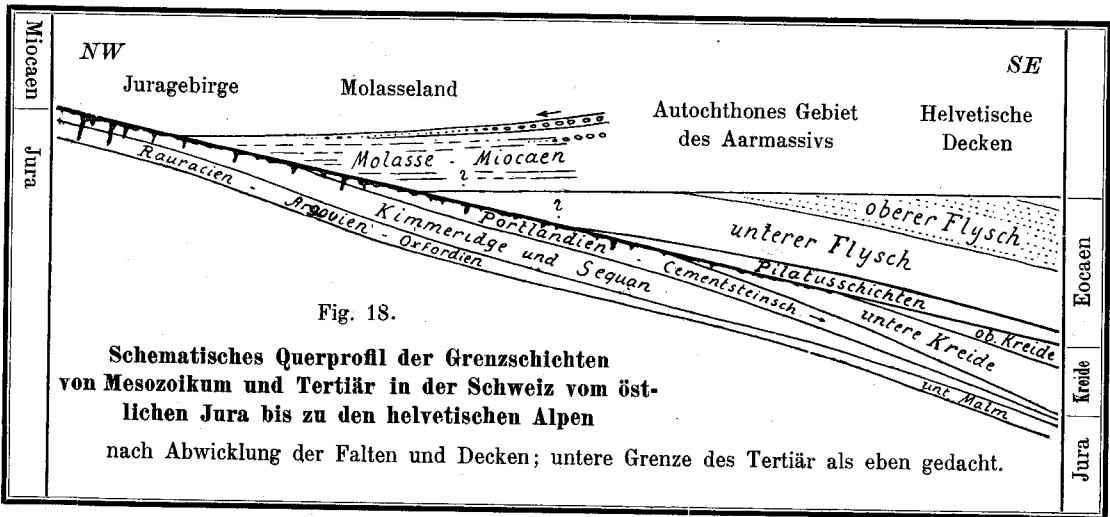 NW
SE
Miocaen
Jura
Juragebirge
Molasseland
Autochthones Gebiet
des Aarmassivs
Helvetische
Decken
Molasse - Miocaen
?
?
oberer Flysch
unterer Flysch
Pilatusschichten
ob. Kreide
untere Kreide
unt. Malm
Portlandien - Cementsteinsch. →
Kimmeridge und Sequan
Rauracien - Argovien - Oxfordien
Eocaen
Kreide
Jura
Fig. 18.
Schematisches Querprofil der Grenzschichten
von Mesozoikum und Tertiär in der Schweiz vom öst-
lichen Jura bis zu den helvetischen Alpen
nach Abwicklung der Falten und Decken; untere Grenze des Tertiär als eben gedacht.